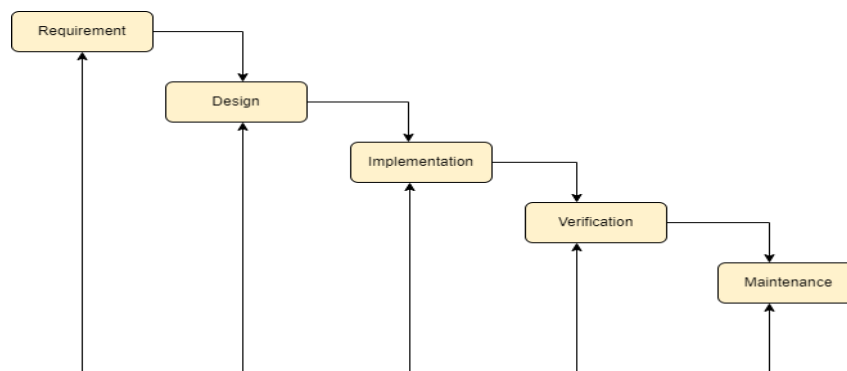 Requirement
Design
Implementation
Verification
Maintenance